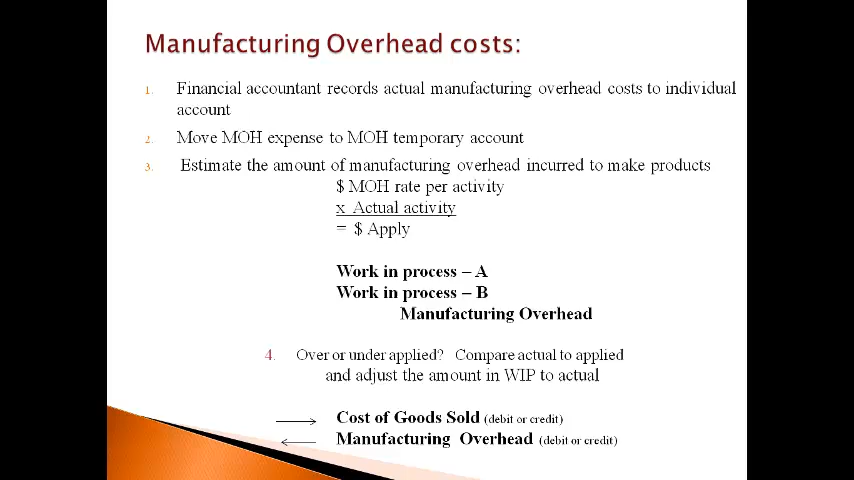 Manufacturing Overhead costs:
1. Financial accountant records actual manufacturing overhead costs to individual
account
2. Move MOH expense to MOH temporary account
3. Estimate the amount of manufacturing overhead incurred to make products
$ MOH rate per activity
x Actual activity
= $ Apply
Work in process – A
Work in process – B
Manufacturing Overhead
4. Over or under applied? Compare actual to applied
and adjust the amount in WIP to actual
Cost of Goods Sold (debit or credit)
Manufacturing Overhead (debit or credit)